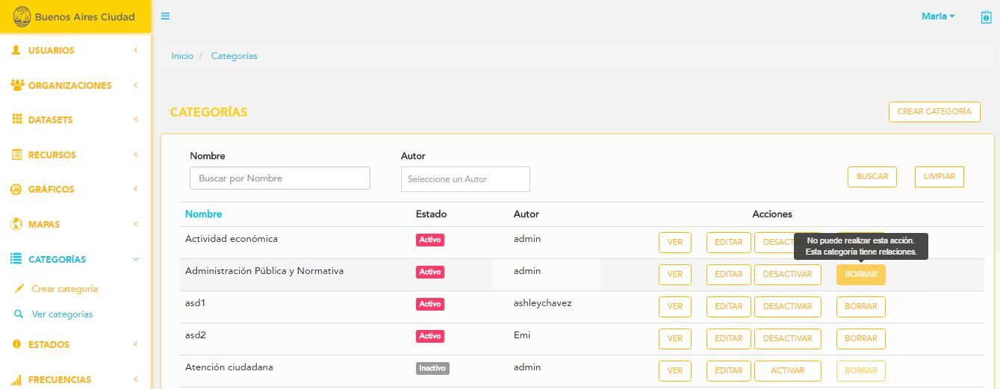 Buenos Aires Ciudad
Maria
USUARIOS
Inicio / Categorías
ORGANIZACIONES
CATEGORÍAS
CREAR CATEGORÍA
DATASETS
RECURSOS
Nombre Autor
Buscar por Nombre Seleccione un Autor BUSCAR LIMPIAR
GRÁFICOS
MAPAS
Nombre Estado Autor Acciones
Actividad económica Activo admin VER EDITAR
No puede realizar esta acción.
Esta categoría tiene relaciones.
CATEGORÍAS
Administración Pública y Normativa Activo admin VER EDITAR DESACTIVAR BORRAR
Crear categoría
asd1 Activo ashleychavez VER EDITAR DESACTIVAR BORRAR
Ver categorías
asd2 Activo Emi VER EDITAR DESACTIVAR BORRAR
ESTADOS
Atención ciudadana Inactivo admin VER EDITAR ACTIVAR BORRAR
FRECUENCIAS